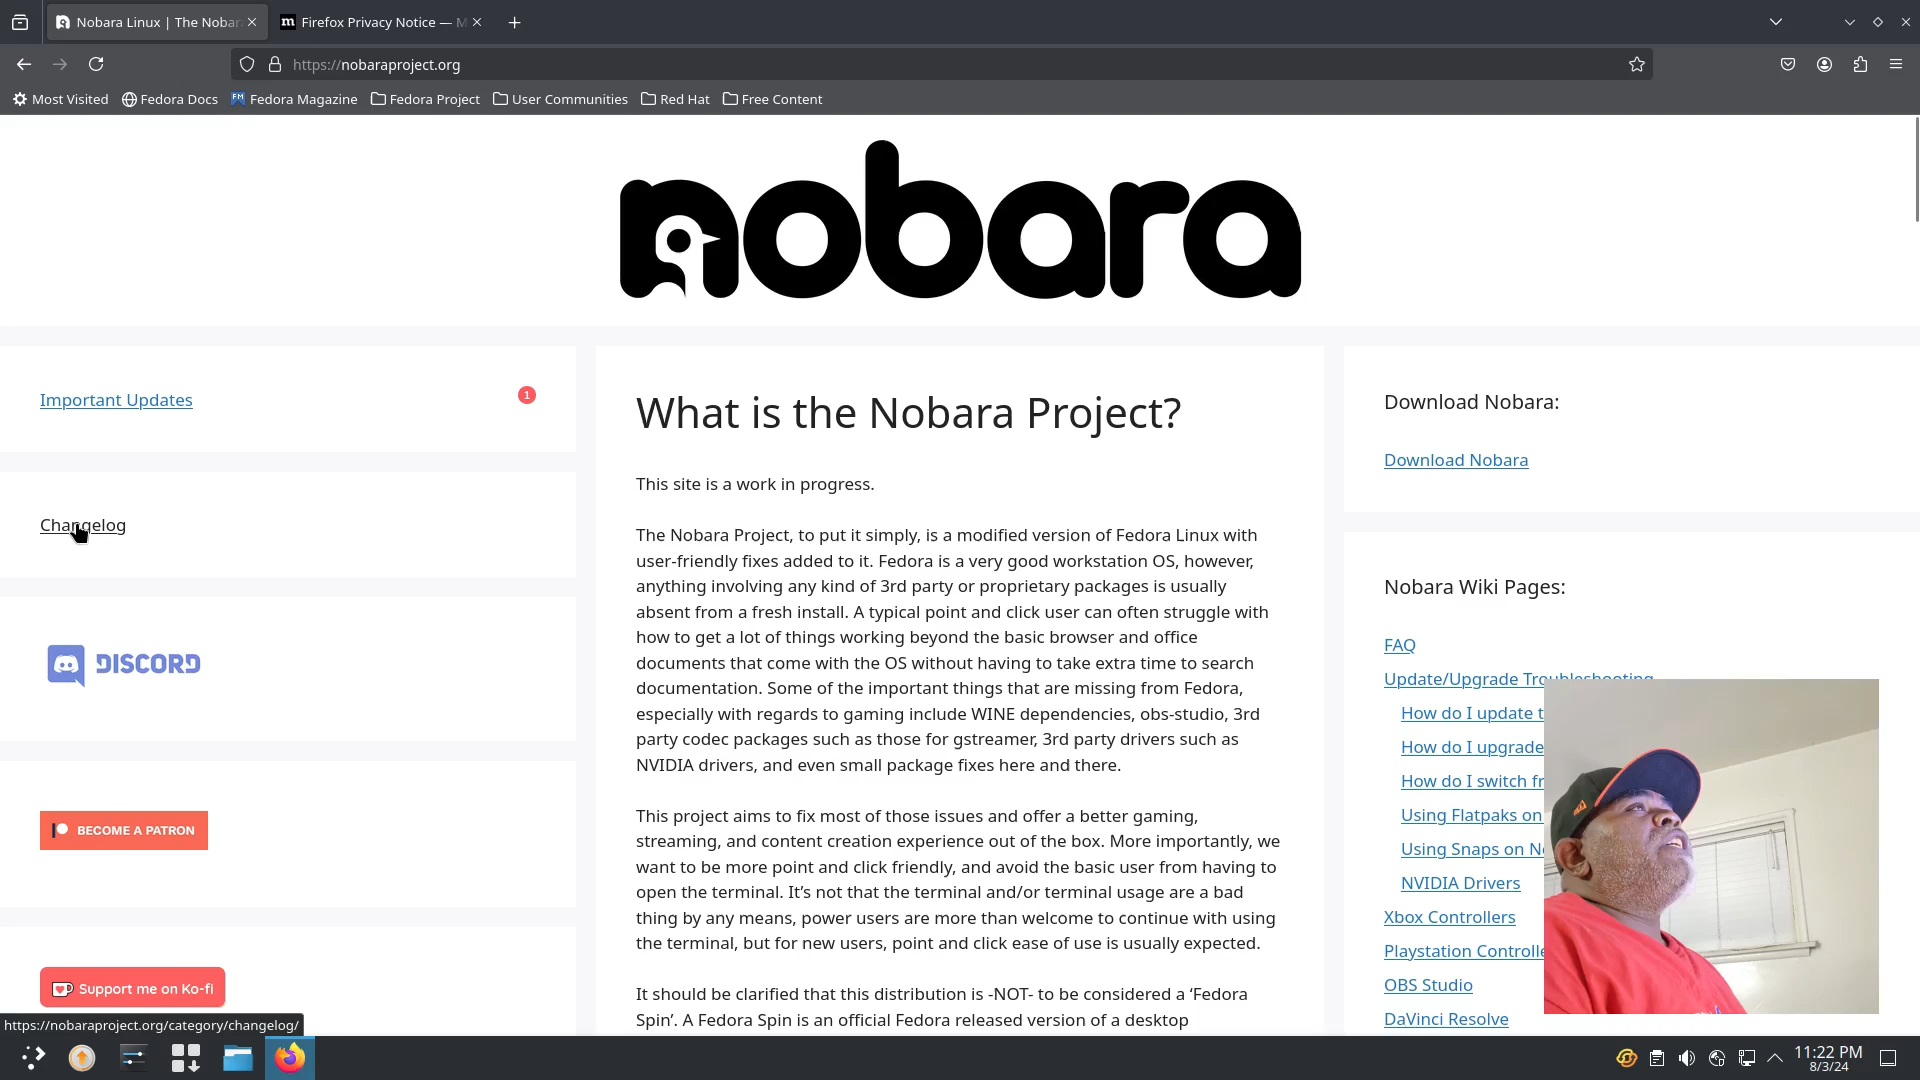 Nobara Linux | The Nobar
Firefox Privacy Notice — M
https://nobaraproject.org
Most Visited
Fedora Docs
Fedora Magazine
Fedora Project
User Communities
Red Hat
Free Content
nobara
Important Updates
1
Changelog
DISCORD
BECOME A PATRON
Support me on Ko-fi
https://nobaraproject.org/category/changelog/
What is the Nobara Project?
This site is a work in progress.
The Nobara Project, to put it simply, is a modified version of Fedora Linux with
user-friendly fixes added to it. Fedora is a very good workstation OS, however,
anything involving any kind of 3rd party or proprietary packages is usually
absent from a fresh install. A typical point and click user can often struggle with
how to get a lot of things working beyond the basic browser and office
documents that come with the OS without having to take extra time to search
documentation. Some of the important things that are missing from Fedora,
especially with regards to gaming include WINE dependencies, obs-studio, 3rd
party codec packages such as those for gstreamer, 3rd party drivers such as
NVIDIA drivers, and even small package fixes here and there.
This project aims to fix most of those issues and offer a better gaming,
streaming, and content creation experience out of the box. More importantly, we
want to be more point and click friendly, and avoid the basic user from having to
open the terminal. It’s not that the terminal and/or terminal usage are a bad
thing by any means, power users are more than welcome to continue with using
the terminal, but for new users, point and click ease of use is usually expected.
It should be clarified that this distribution is -NOT- to be considered a ‘Fedora
Spin’. A Fedora Spin is an official Fedora released version of a desktop
Download Nobara:
Download Nobara
Nobara Wiki Pages:
FAQ
Update/Upgrade Troubleshooting
How do I update t
How do I upgrade
How do I switch fr
Using Flatpaks on
Using Snaps on N
NVIDIA Drivers
Xbox Controllers
Playstation Controlle
OBS Studio
DaVinci Resolve
11:22 PM
8/3/24